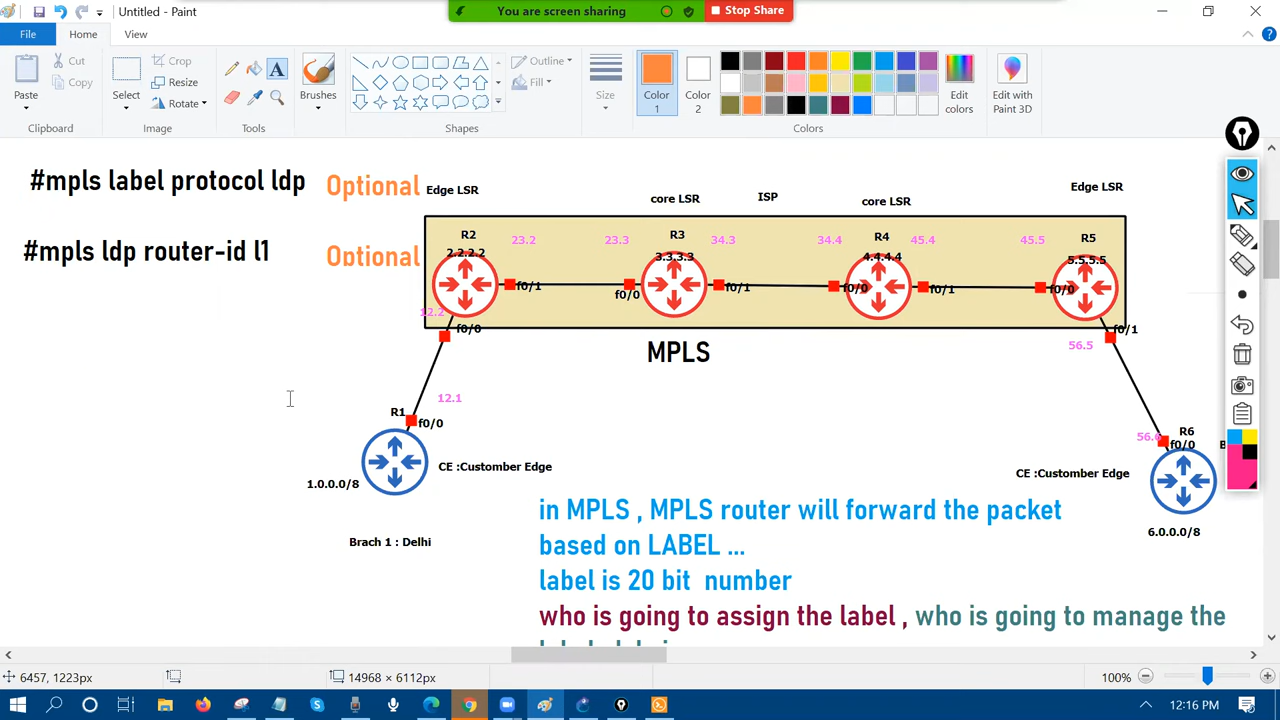 Untitled - Paint
You are screen sharing
Stop Share
File
Home
View
Paste
Cut
Copy
Clipboard
Select
Crop
Resize
Rotate
Image
Tools
Brushes
Shapes
Outline
Fill
Size
Color 1
Color 2
Colors
Edit colors
Edit with Paint 3D
#mpls label protocol ldp
Optional
#mpls ldp router-id l1
Optional
Edge LSR
core LSR
ISP
core LSR
Edge LSR
R2
2.2.2.2
23.2
23.3
R3
3.3.3.3
34.3
34.4
R4
4.4.4.4
45.4
45.5
R5
5.5.5.5
f0/1
f0/0
f0/1
f0/0
f0/1
f0/0
12.2
f0/0
f0/1
56.5
MPLS
12.1
R1
f0/0
CE :Customber Edge
1.0.0.0/8
Brach 1 : Delhi
R6
f0/0
CE :Customber Edge
6.0.0.0/8
in MPLS , MPLS router will forward the packet
based on LABEL ...
label is 20 bit number
who is going to assign the label , who is going to manage the
6457, 1223px
14968 × 6112px
100%
12:16 PM